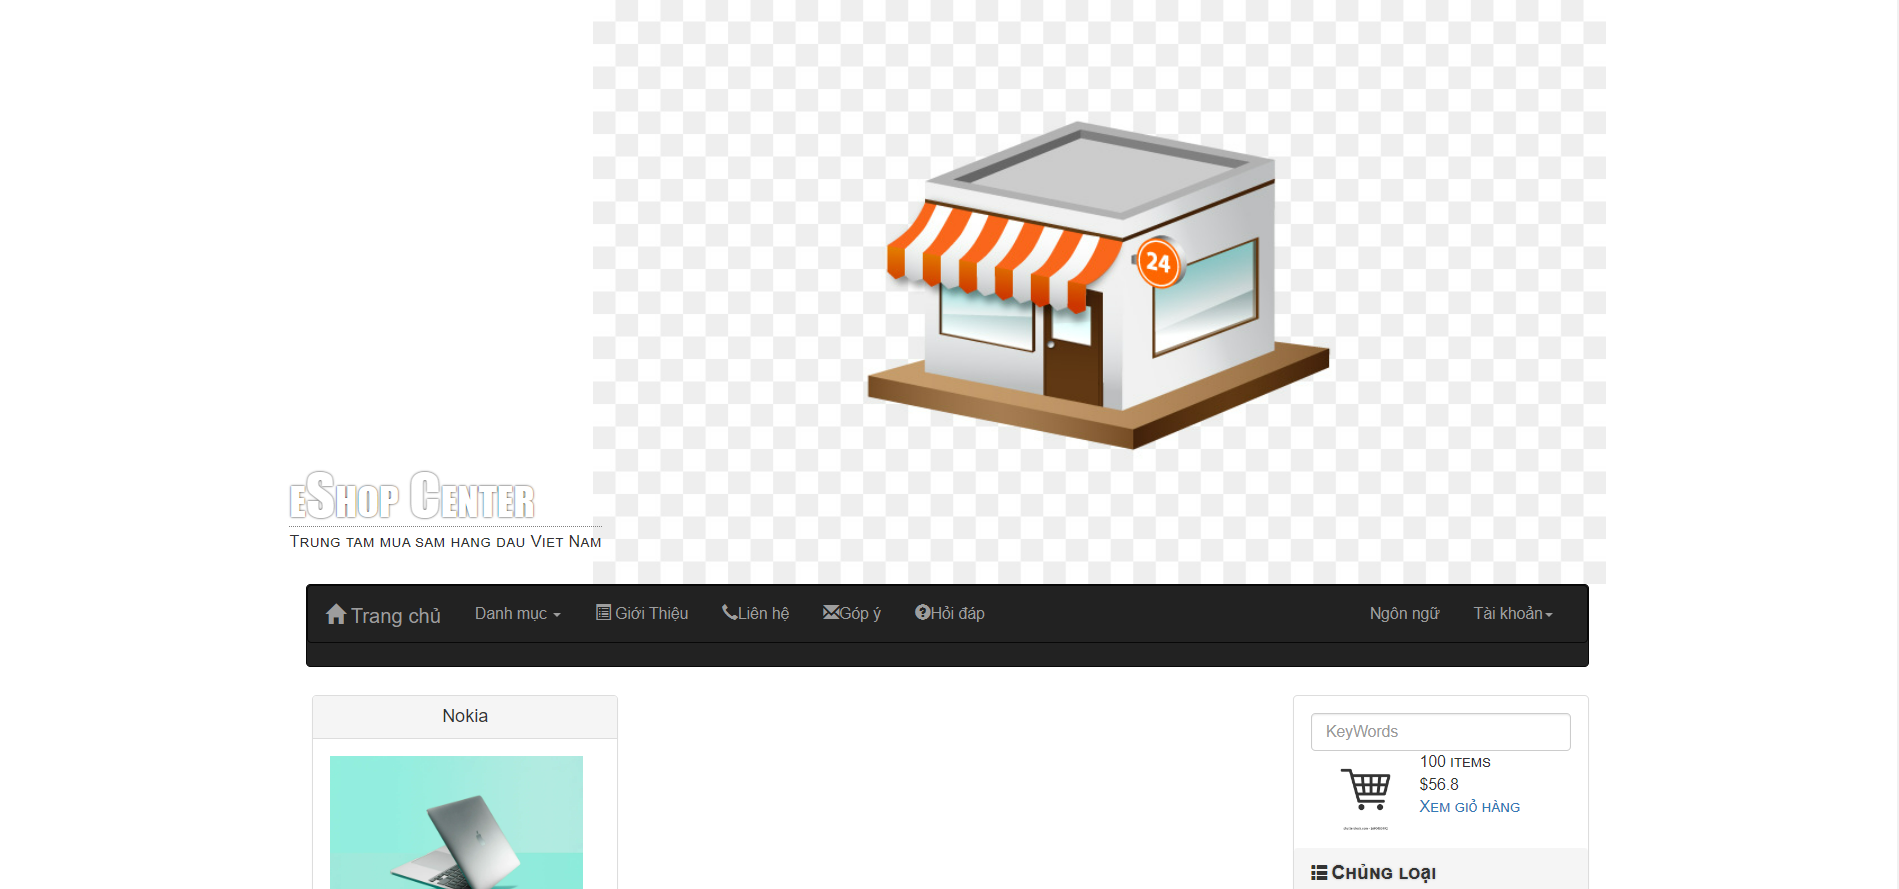 24
eShop Center
Trung tam mua sam hang dau Viet Nam
Trang chủ Danh mục Giới Thiệu Liên hệ Góp ý Hỏi đáp Ngôn ngữ Tài khoản
Nokia
KeyWords
100 items
$56.8
Xem giỏ hàng
Chủng loại